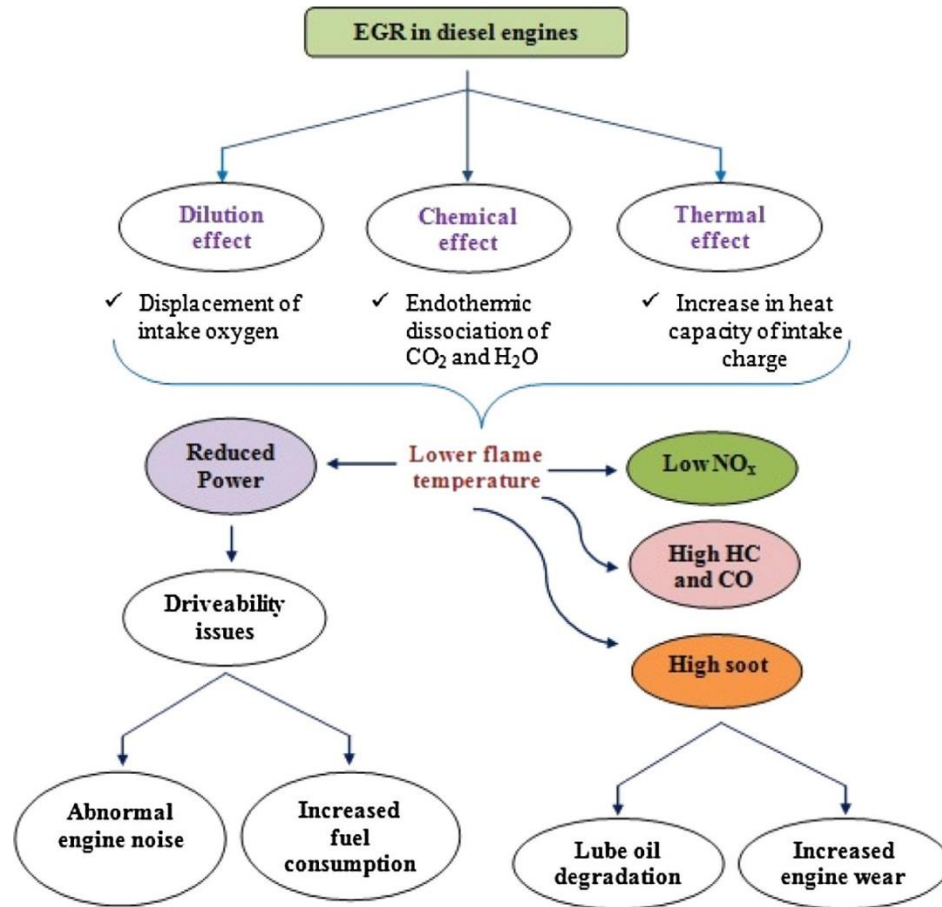 EGR in diesel engines
Dilution
effect
Chemical
effect
Thermal
effect
✓ Displacement of
intake oxygen
✓ Endothermic
dissociation of
CO₂ and H₂O
✓ Increase in heat
capacity of intake
charge
Reduced
Power
Lower flame
temperature
Low NOₓ
High HC
and CO
Driveability
issues
High soot
Abnormal
engine noise
Increased
fuel
consumption
Lube oil
degradation
Increased
engine wear